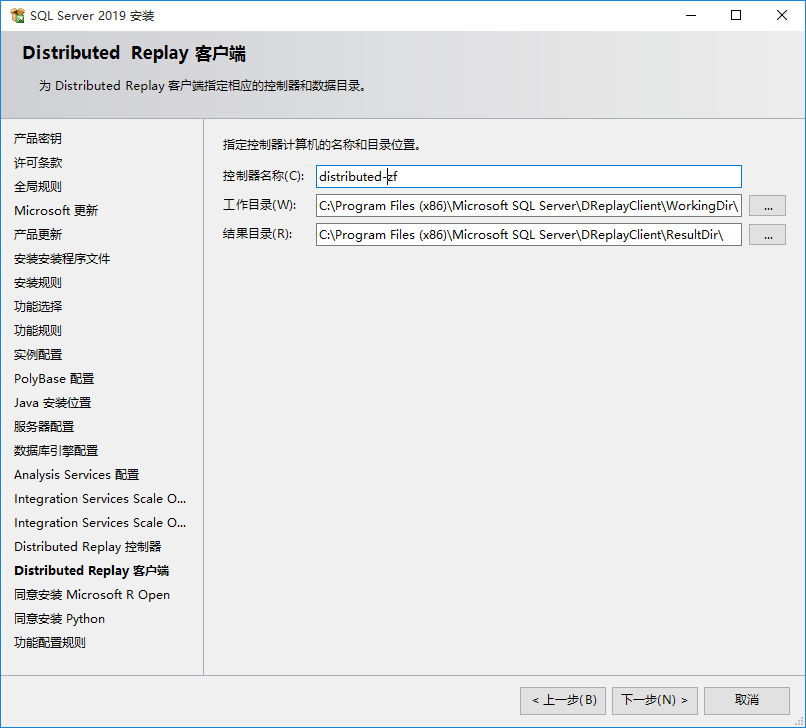 SQL Server 2019 安装
Distributed Replay 客户端
为 Distributed Replay 客户端指定相应的控制器和数据目录。
产品密钥
许可条款
全局规则
Microsoft 更新
产品更新
安装安装程序文件
安装规则
功能选择
功能规则
实例配置
PolyBase 配置
Java 安装位置
服务器配置
数据库引擎配置
Analysis Services 配置
Integration Services Scale O...
Integration Services Scale O...
Distributed Replay 控制器
Distributed Replay 客户端
同意安装 Microsoft R Open
同意安装 Python
功能配置规则
指定控制器计算机的名称和目录位置。
控制器名称(C): distributed-zf
工作目录(W): C:\Program Files (x86)\Microsoft SQL Server\DReplayClient\WorkingDir\ ...
结果目录(R): C:\Program Files (x86)\Microsoft SQL Server\DReplayClient\ResultDir\ ...
< 上一步(B) 下一步(N) > 取消